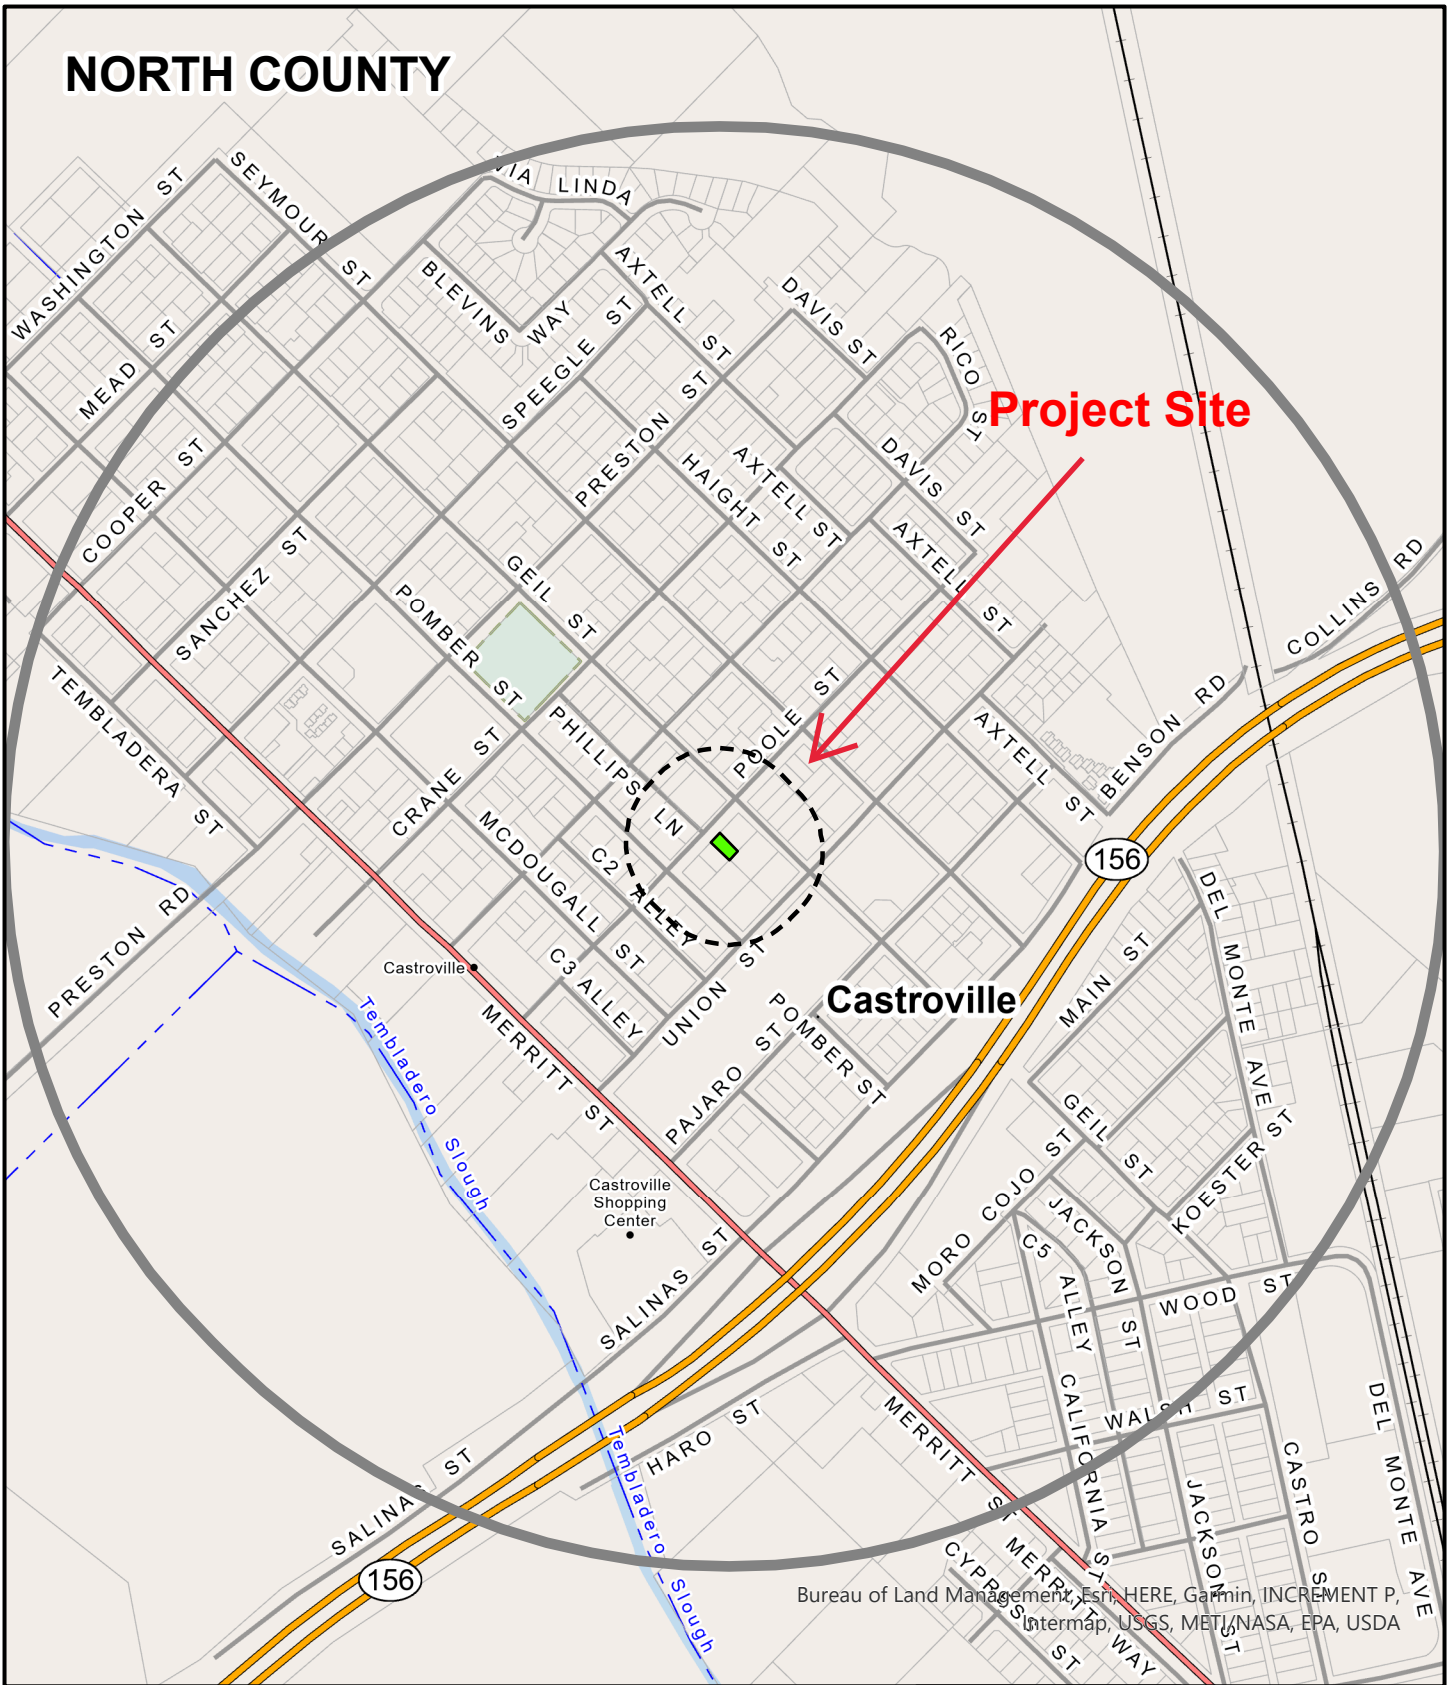 NORTH COUNTY
VIA LINDA
SEYMOUR ST
WASHINGTON ST
MEAD ST
BLEVINS WAY
AXTELL ST
DAVIS ST
RICO ST
SPEEGLE ST
PRESTON ST
Project Site
COOPER ST
HAIGHT ST
AXTELL ST
DAVIS ST
SANCHEZ ST
GEIL ST
AXTELL ST
COLLINS RD
POMBER ST
TEMBLADERA ST
PHILLIPS LN
POOLE ST
BENSON RD
AXTELL ST
CRANE ST
MCDOUGALL ST
C2 ALLEY
156
DEL MONTE AVE
PRESTON RD
C3 ALLEY
UNION ST
MAIN ST
Castroville
Castroville
POMBER ST
MERRITT ST
PAJARO ST
Tembladero Slough
GEIL ST
KOESTER ST
MORO COJO ST
JACKSON ST
C5 ALLEY
Castroville
Shopping
Center
SALINAS ST
WOOD ST
HARO ST
MERRITT ST
CALIFORNIA ST
WALSH ST
DEL MONTE AVE
CASTRO ST
JACKSON ST
SALINAS ST
Tembladero Slough
156
CYPRESS ST
MERRITT WAY
Bureau of Land Management, Esri, HERE, Garmin, INCREMENT P,
Intermap, USGS, METI/NASA, EPA, USDA